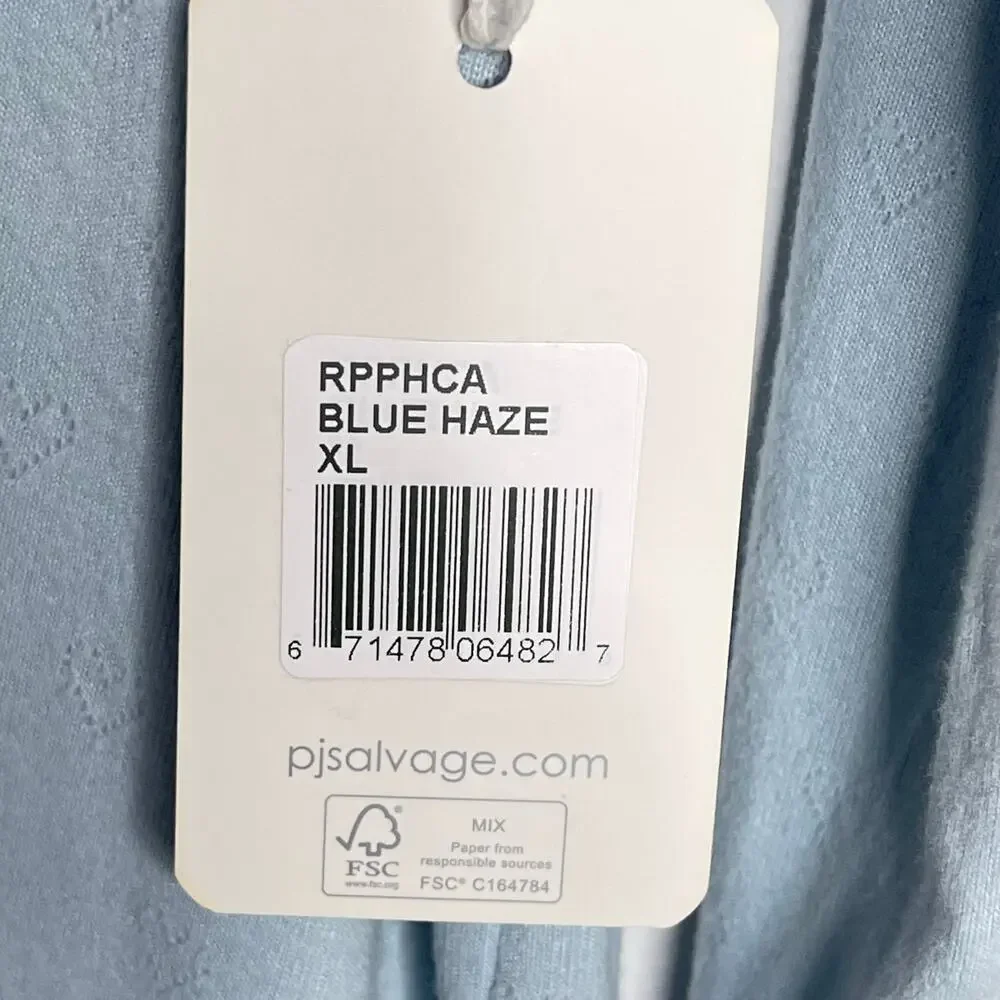 RPPHCA
BLUE HAZE
XL
6 71478 06482 7
pjsalvage.com
FSC®
www.fsc.org
MIX
Paper from
responsible sources
FSC® C164784